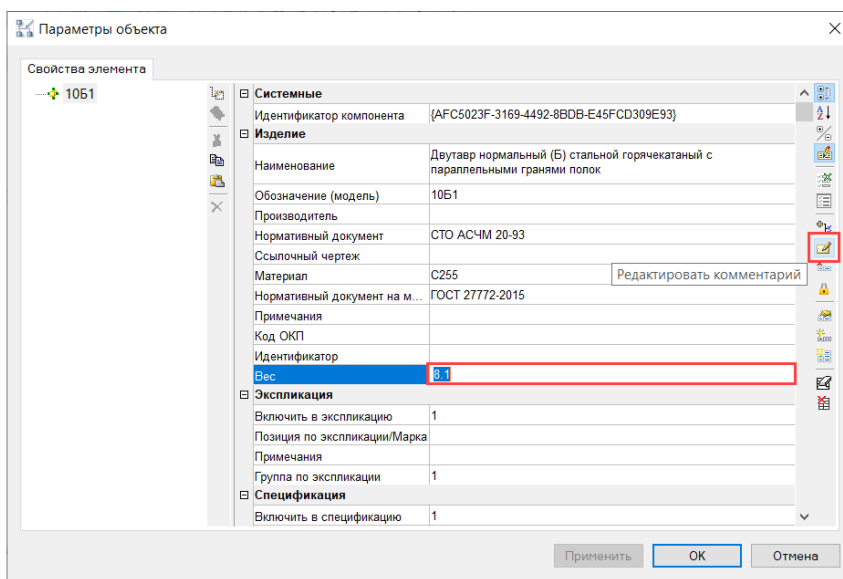 Параметры объекта
Свойства элемента
10Б1
Системные
Идентификатор компонента {AFC5023F-3169-4492-8BDB-E45FCD309E93}
Изделие
Наименование Двутавр нормальный (Б) стальной горячекатаный с
параллельными гранями полок
Обозначение (модель) 10Б1
Производитель
Нормативный документ СТО АСЧМ 20-93
Ссылочный чертеж
Материал С255
Редактировать комментарий
Нормативный документ на м... ГОСТ 27772-2015
Примечания
Код ОКП
Идентификатор
Вес 8.1
Экспликация
Включить в экспликацию 1
Позиция по экспликации/Марка
Примечания
Группа по экспликации 1
Спецификация
Включить в спецификацию 1
Применить OK Отмена